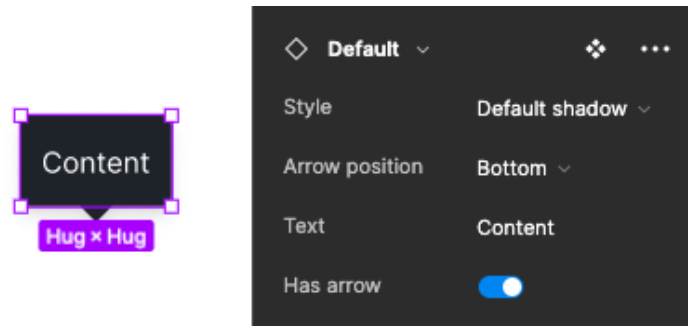 Content
Hug × Hug
Default
Style
Default shadow
Arrow position
Bottom
Text
Content
Has arrow